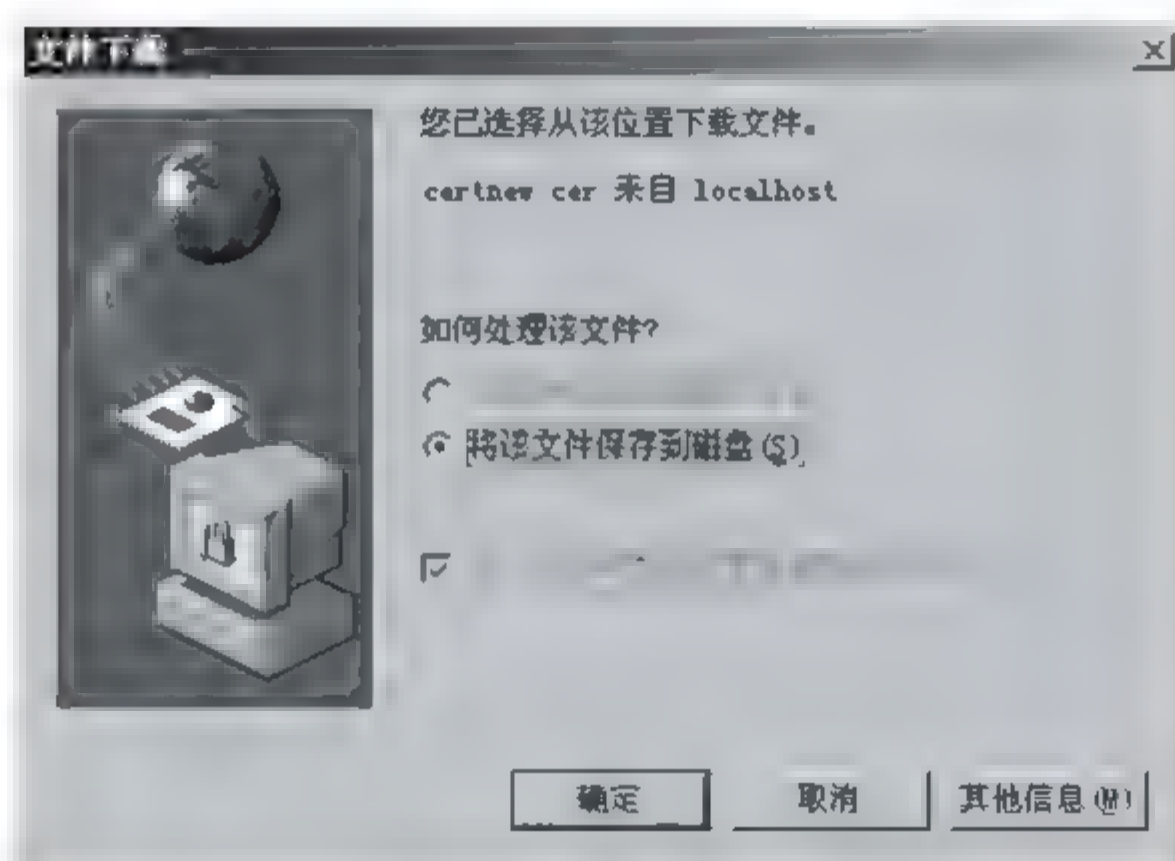 文件下载
您已选择从该位置下载文件。
certnew cer 来自 localhost
如何处理该文件?
将该文件保存到磁盘(S)
确定
取消
其他信息(M)